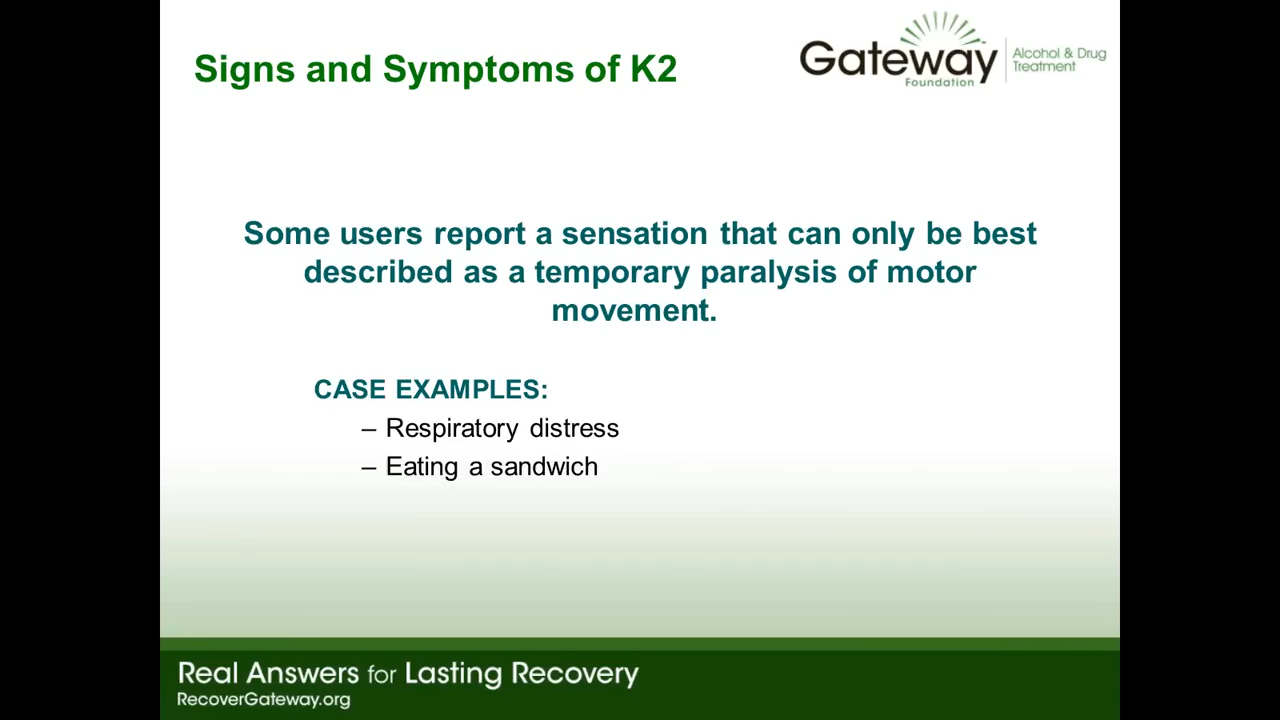 Signs and Symptoms of K2
Gateway
Foundation
Alcohol & Drug
Treatment
Some users report a sensation that can only be best
described as a temporary paralysis of motor
movement.
CASE EXAMPLES:
– Respiratory distress
– Eating a sandwich
Real Answers for Lasting Recovery
RecoverGateway.org